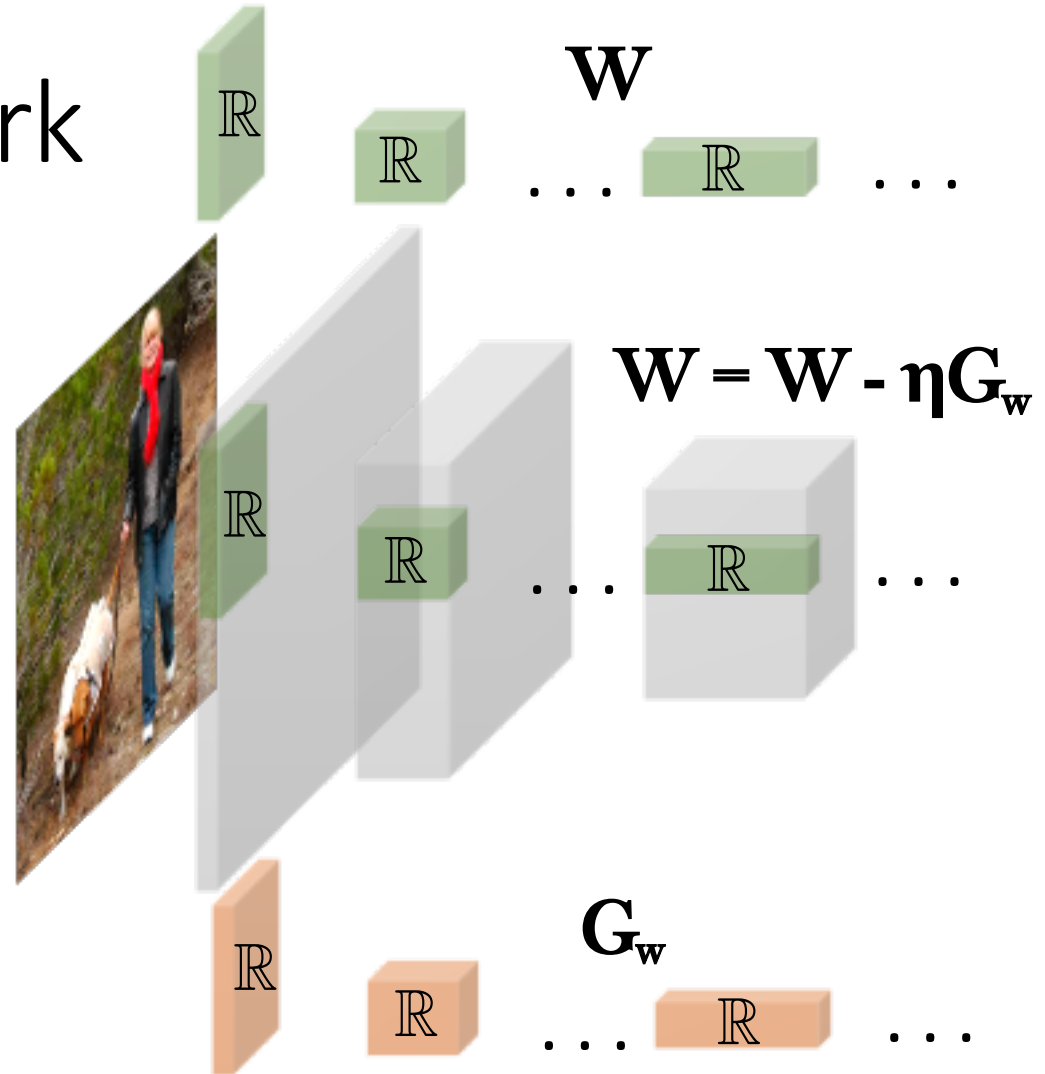 ℝ
W
rk
ℝ
ℝ
. . .
. . .
W = W - ηG_w
ℝ
ℝ
. . .
ℝ
. . .
G_w
ℝ
ℝ
. . .
ℝ
. . .